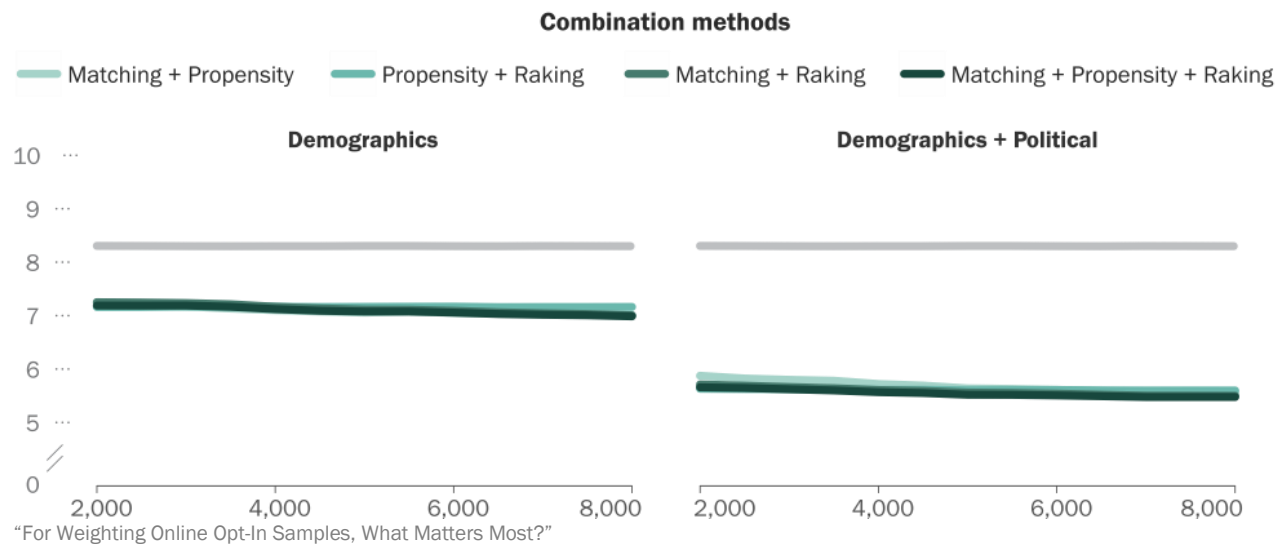 Combination methods
Matching + Propensity Propensity + Raking Matching + Raking Matching + Propensity + Raking
Demographics Demographics + Political
10
9
8
7
6
5
0
2,000 4,000 6,000 8,000 2,000 4,000 6,000 8,000
“For Weighting Online Opt-In Samples, What Matters Most?”